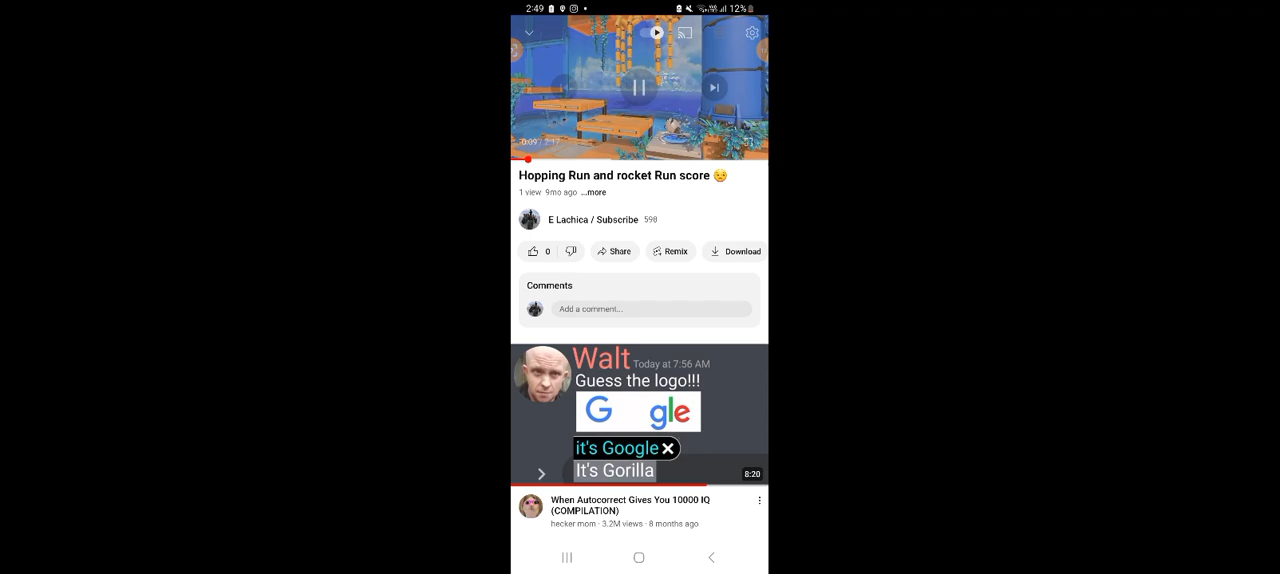 2:49
12%
0:09 / 2:17
Hopping Run and rocket Run score 😒
1 view 9mo ago ...more
E Lachica / Subscribe 590
0 Share Remix Download
Comments
Add a comment...
Walt Today at 7:56 AM
Guess the logo!!!
G gle
it's Google
It's Gorilla
8:20
When Autocorrect Gives You 10000 IQ
(COMPILATION)
hecker mom · 3.2M views · 8 months ago